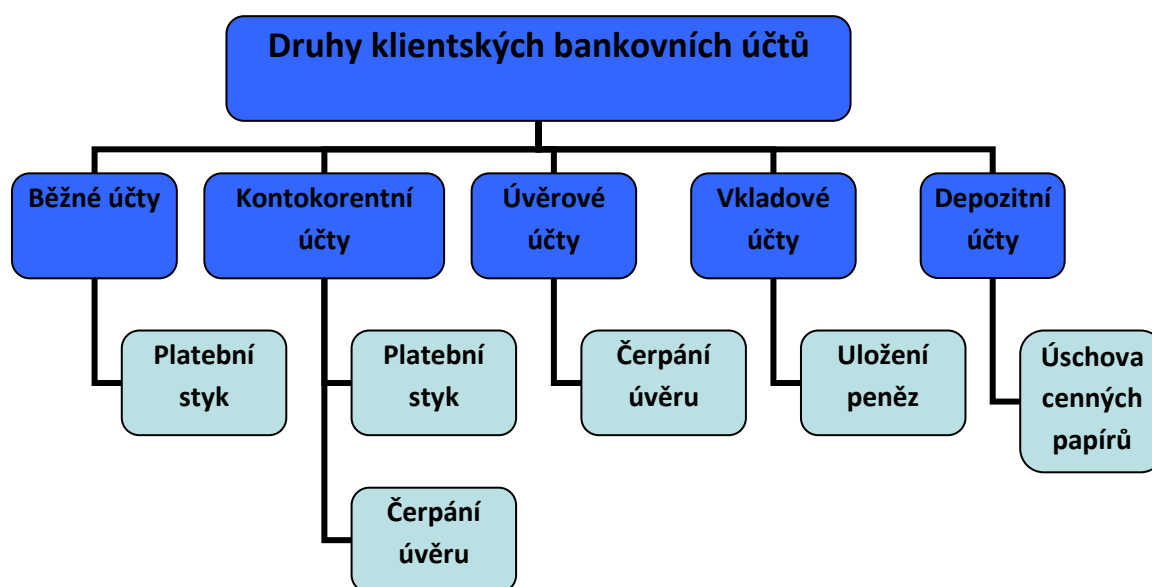 Druhy klientských bankovních účtů
Běžné účty
Kontokorentní
účty
Úvěrové
účty
Vkladové
účty
Depozitní
účty
Platební
styk
Platební
styk
Čerpání
úvěru
Uložení
peněz
Úschova
cenných
papírů
Čerpání
úvěru